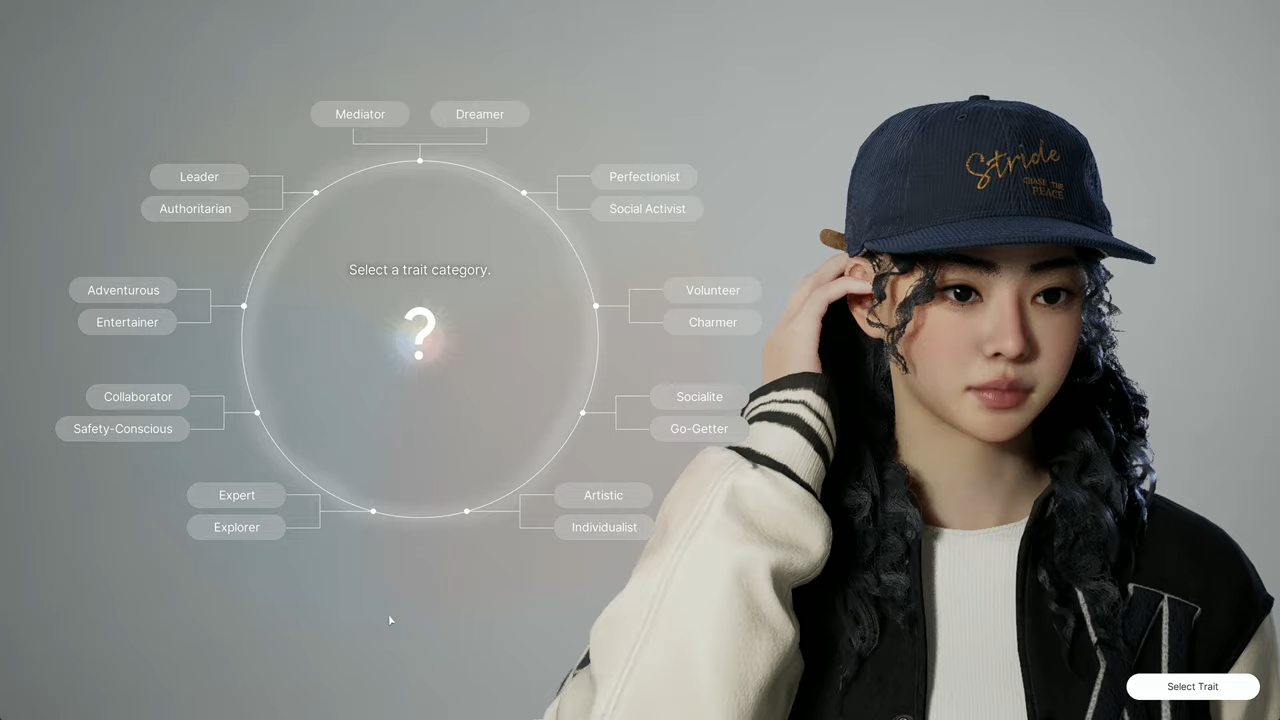 Mediator
Dreamer
Leader
Authoritarian
Perfectionist
Social Activist
Select a trait category.
?
Adventurous
Entertainer
Volunteer
Charmer
Collaborator
Safety-Conscious
Socialite
Go-Getter
Expert
Explorer
Artistic
Individualist
Stride
CHASE THE
PEACE
Select Trait